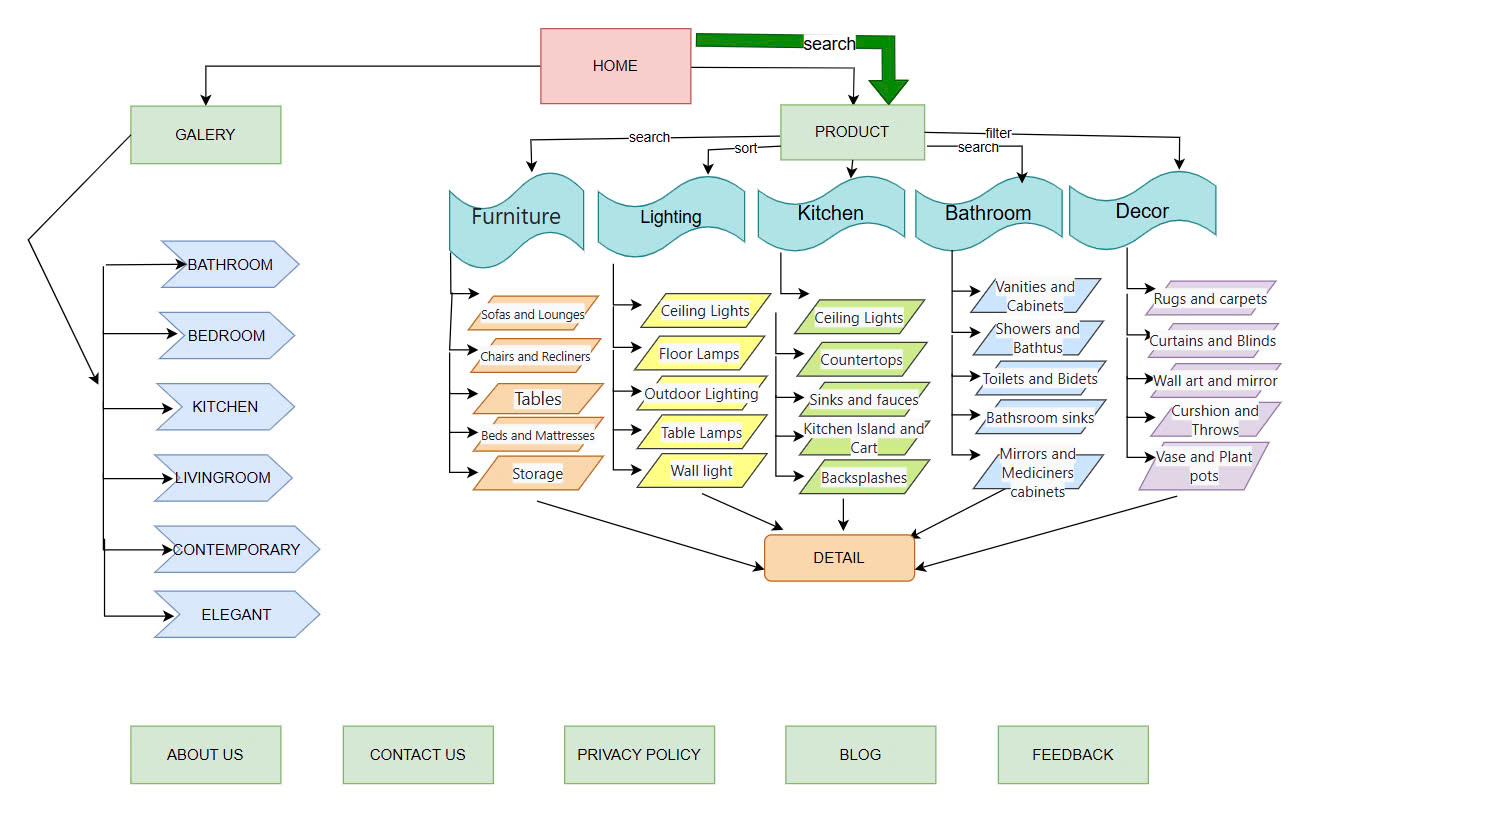 HOME
search
GALERY
PRODUCT
search
sort
filter
search
Furniture
Lighting
Kitchen
Bathroom
Decor
BATHROOM
BEDROOM
KITCHEN
LIVINGROOM
CONTEMPORARY
ELEGANT
Sofas and Lounges
Chairs and Recliners
Tables
Beds and Mattresses
Storage
Ceiling Lights
Floor Lamps
Outdoor Lighting
Table Lamps
Wall light
Ceiling Lights
Countertops
Sinks and fauces
Kitchen Island and
Cart
Backsplashes
Vanities and
Cabinets
Showers and
Bathtus
Toilets and Bidets
Bathsroom sinks
Mirrors and
Mediciners
cabinets
Rugs and carpets
Curtains and Blinds
Wall art and mirror
Curshion and
Throws
Vase and Plant
pots
DETAIL
ABOUT US
CONTACT US
PRIVACY POLICY
BLOG
FEEDBACK